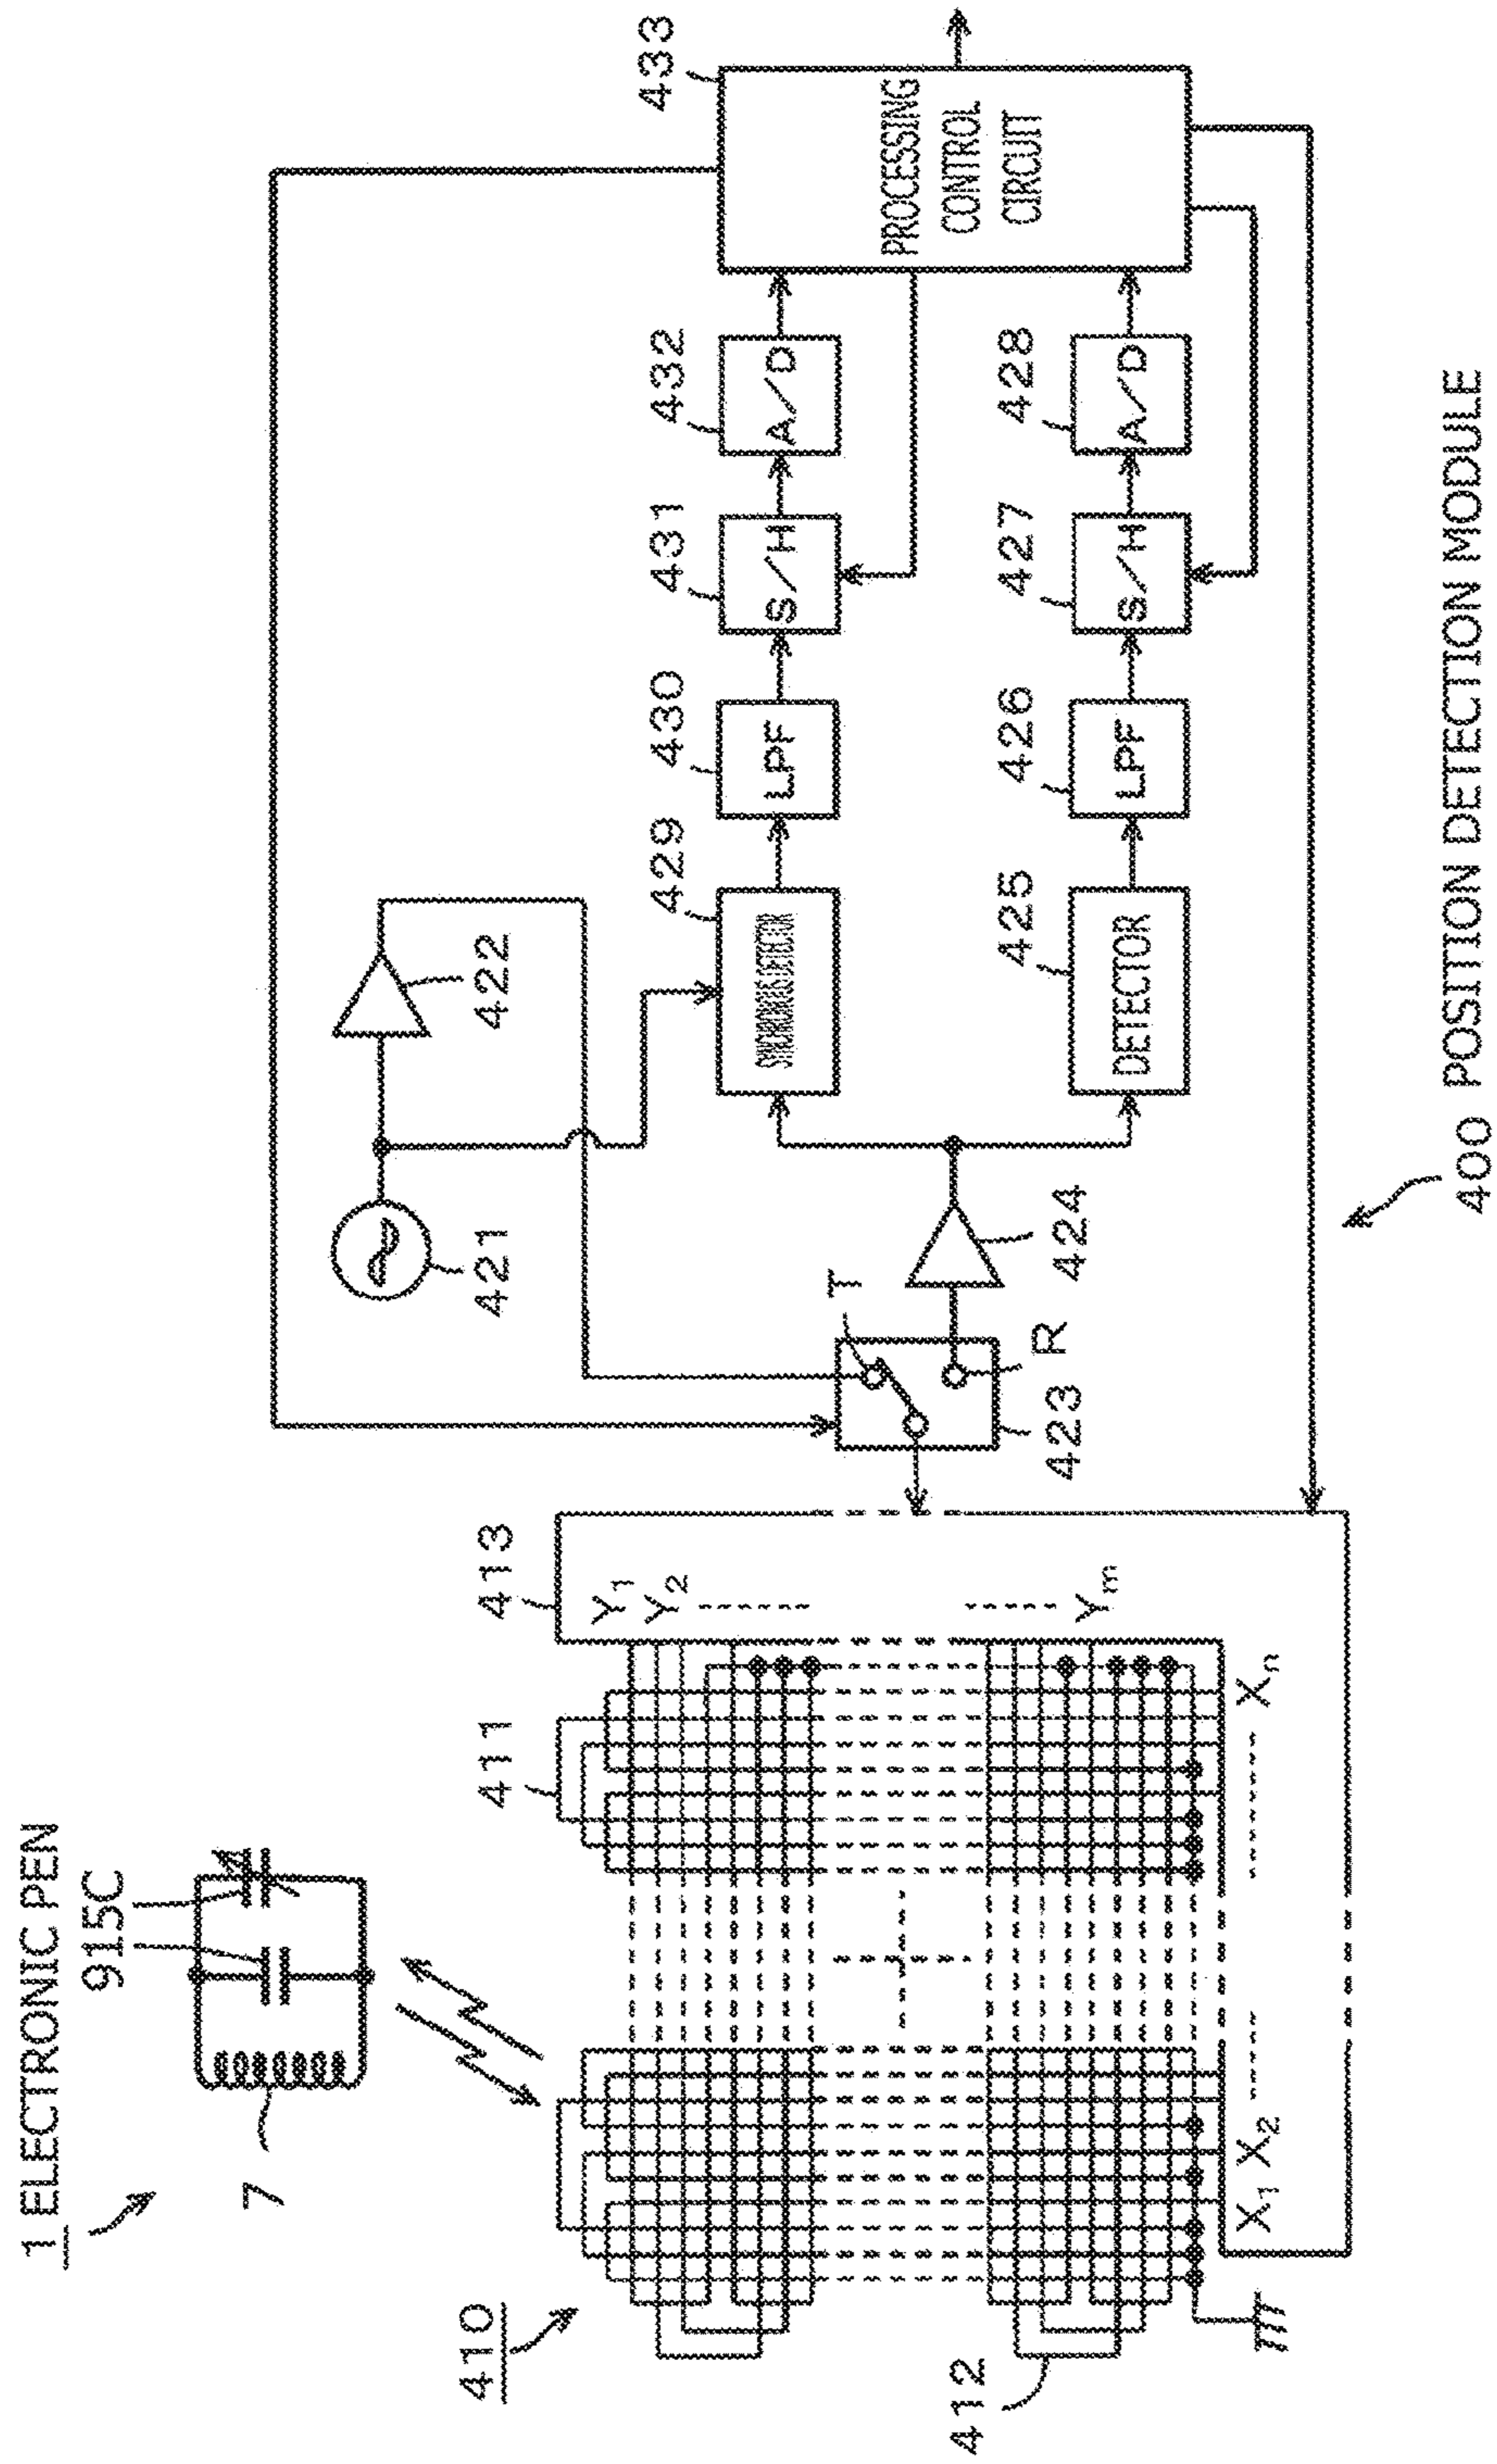 1 ELECTRONIC PEN
915C
7
410
411
413
412
Y1
Y2
Ym
X1
X2
Xn
421
422
423
T
R
424
429
SYNCHRONOUS DETECTOR
430
LPF
431
S/H
432
A/D
433
PROCESSING
CONTROL
CIRCUIT
425
DETECTOR
426
LPF
427
S/H
428
A/D
400 POSITION DETECTION MODULE